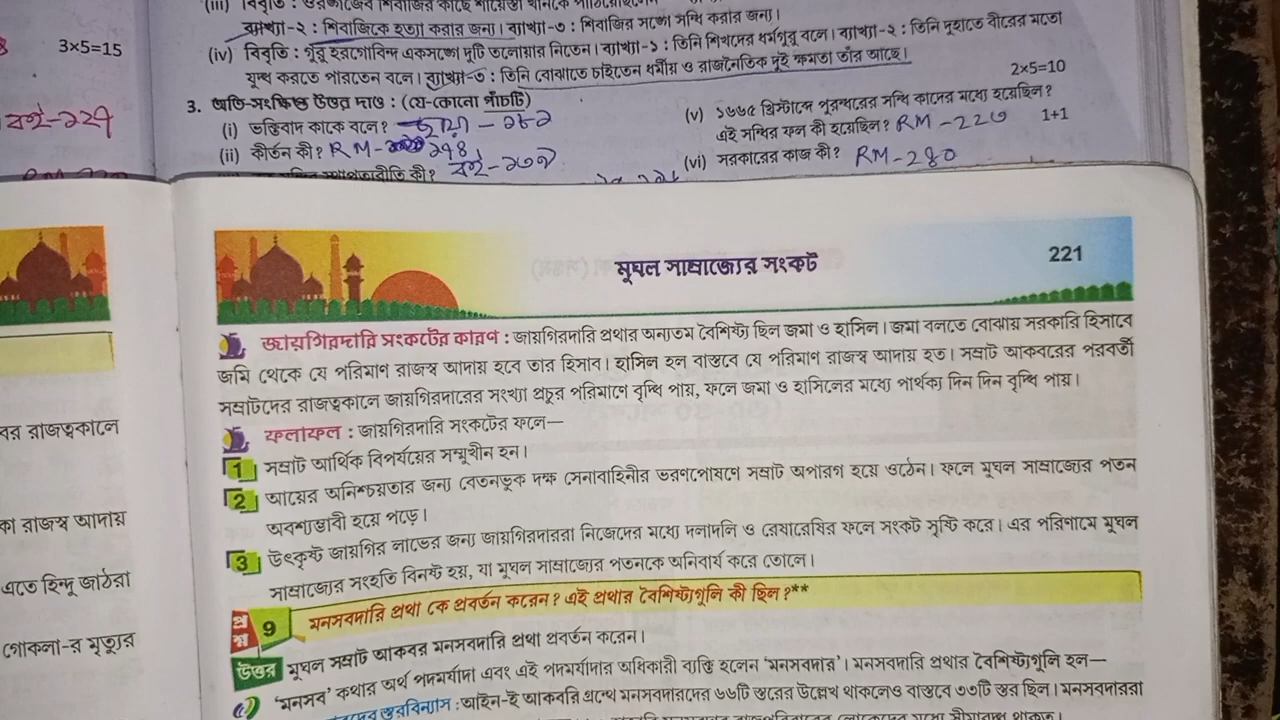 ব্যাখ্যা-২ : শিবাজিকে হত্যা করার জন্য। ব্যাখ্যা-৩ : শিবাজির সঙ্গে সন্ধি করার জন্য।
3×5=15
(iv) বিবৃতি : গুরু হরগোবিন্দ একসঙ্গে দুটি তলোয়ার নিতেন। ব্যাখ্যা-১ : তিনি শিখদের ধর্মগুরু বলে। ব্যাখ্যা-২ : তিনি দুহাতে বীরের মতো
যুদ্ধ করতে পারতেন বলে। ব্যাখ্যা-৩ : তিনি বোঝাতে চাইতেন ধর্মীয় ও রাজনৈতিক দুই ক্ষমতা তাঁর আছে।
3. অতি-সংক্ষিপ্ত উত্তর দাও : (যে-কোনো পাঁচটি) 2×5=10
(i) ভক্তিবাদ কাকে বলে? – ১৮১
(ii) কীর্তন কী? RM-
(v) ১৬৬৫ খ্রিস্টাব্দে পুরন্দরের সন্ধি কাদের মধ্যে হয়েছিল?
এই সন্ধির ফল কী হয়েছিল? RM-220 1+1
(vi) সরকারের কাজ কী? RM-280
মুঘল সাম্রাজ্যের সংকট 221
জায়গিরদারি সংকটের কারণ : জায়গিরদারি প্রথার অন্যতম বৈশিষ্ট্য ছিল জমা ও হাসিল। জমা বলতে বোঝায় সরকারি হিসাবে
জমি থেকে যে পরিমাণ রাজস্ব আদায় হবে তার হিসাব। হাসিল হল বাস্তবে যে পরিমাণ রাজস্ব আদায় হত। সম্রাট আকবরের পরবর্তী
সম্রাটদের রাজত্বকালে জায়গিরদারের সংখ্যা প্রচুর পরিমাণে বৃদ্ধি পায়, ফলে জমা ও হাসিলের মধ্যে পার্থক্য দিন দিন বৃদ্ধি পায়।
ফলাফল : জায়গিরদারি সংকটের ফলে—
1 সম্রাট আর্থিক বিপর্যয়ের সম্মুখীন হন।
2 আয়ের অনিশ্চয়তার জন্য বেতনভুক দক্ষ সেনাবাহিনীর ভরণপোষণে সম্রাট অপারগ হয়ে ওঠেন। ফলে মুঘল সাম্রাজ্যের পতন
অবশ্যম্ভাবী হয়ে পড়ে।
3 উৎকৃষ্ট জায়গির লাভের জন্য জায়গিরদাররা নিজেদের মধ্যে দলাদলি ও রেষারেষির ফলে সংকট সৃষ্টি করে। এর পরিণামে মুঘল
সাম্রাজ্যের সংহতি বিনষ্ট হয়, যা মুঘল সাম্রাজ্যের পতনকে অনিবার্য করে তোলে।
প্রশ্ন 9 মনসবদারি প্রথা কে প্রবর্তন করেন? এই প্রথার বৈশিষ্ট্যগুলি কী ছিল?**
উত্তর মুঘল সম্রাট আকবর মনসবদারি প্রথা প্রবর্তন করেন।
'মনসব' কথার অর্থ পদমর্যাদা এবং এই পদমর্যাদার অধিকারী ব্যক্তি হলেন 'মনসবদার'। মনসবদারি প্রথার বৈশিষ্ট্যগুলি হল—
স্তরবিন্যাস : আইন-ই আকবরি গ্রন্থে মনসবদারদের ৬৬টি স্তরের উল্লেখ থাকলেও বাস্তবে ৩৩টি স্তর ছিল। মনসবদাররা
রাজত্বকালে
রাজস্ব আদায়
এতে হিন্দু জাঠরা
গোকলা-র মৃত্যুর